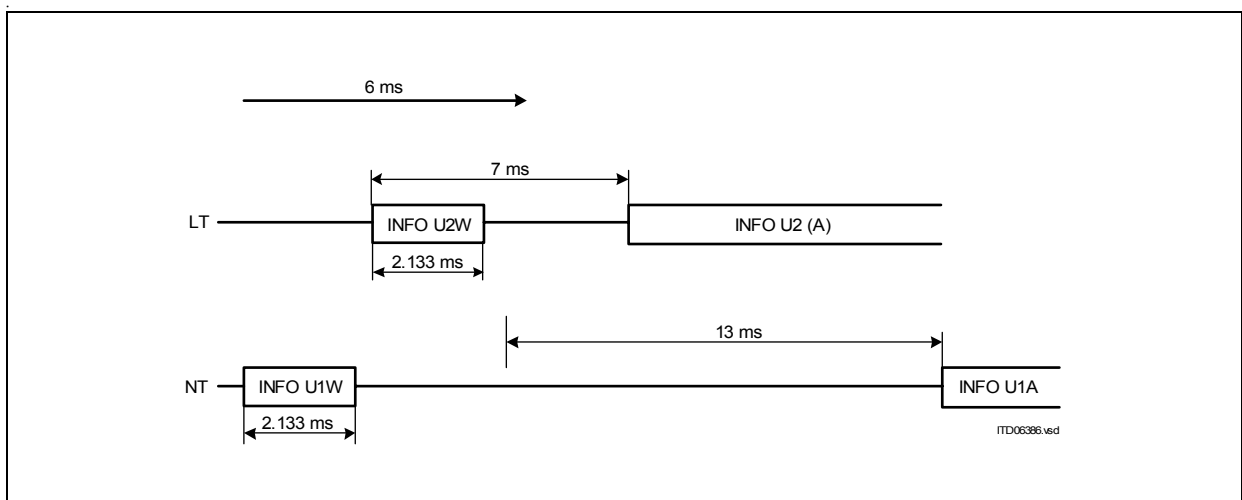 .
6 ms
7 ms
LT
INFO U2W
INFO U2 (A)
2.133 ms
13 ms
NT
INFO U1W
INFO U1A
2.133 ms
ITD06386.vsd